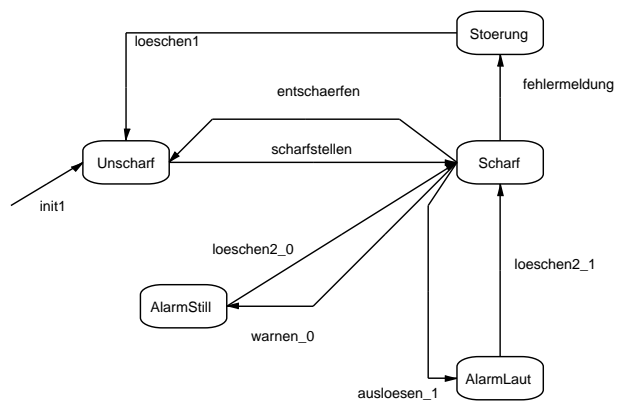 Stoerung
loeschen1
fehlermeldung
entschaerfen
scharfstellen
Unscharf
Scharf
init1
loeschen2_0
loeschen2_1
AlarmStill
warnen_0
AlarmLaut
ausloesen_1